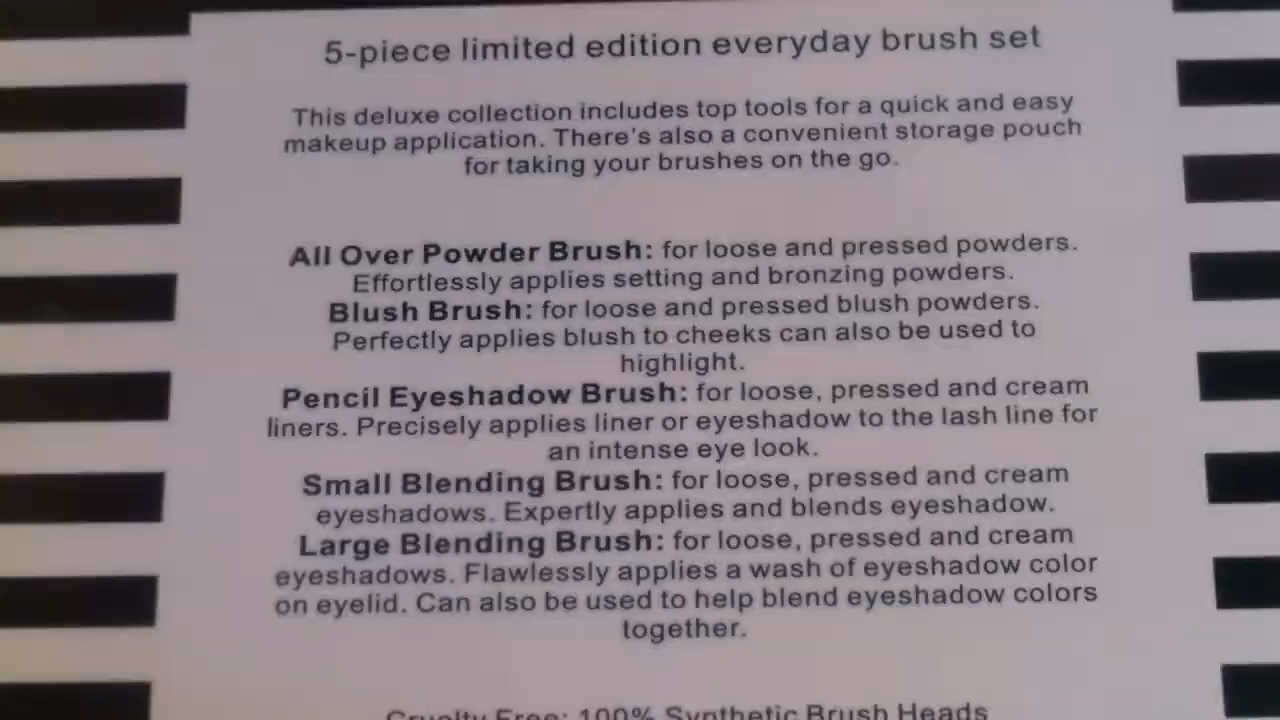 5-piece limited edition everyday brush set
This deluxe collection includes top tools for a quick and easy
makeup application. There's also a convenient storage pouch
for taking your brushes on the go.
All Over Powder Brush: for loose and pressed powders.
Effortlessly applies setting and bronzing powders.
Blush Brush: for loose and pressed blush powders.
Perfectly applies blush to cheeks can also be used to
highlight.
Pencil Eyeshadow Brush: for loose, pressed and cream
liners. Precisely applies liner or eyeshadow to the lash line for
an intense eye look.
Small Blending Brush: for loose, pressed and cream
eyeshadows. Expertly applies and blends eyeshadow.
Large Blending Brush: for loose, pressed and cream
eyeshadows. Flawlessly applies a wash of eyeshadow color
on eyelid. Can also be used to help blend eyeshadow colors
together.
Cruelty Free: 100% Synthetic Brush Heads